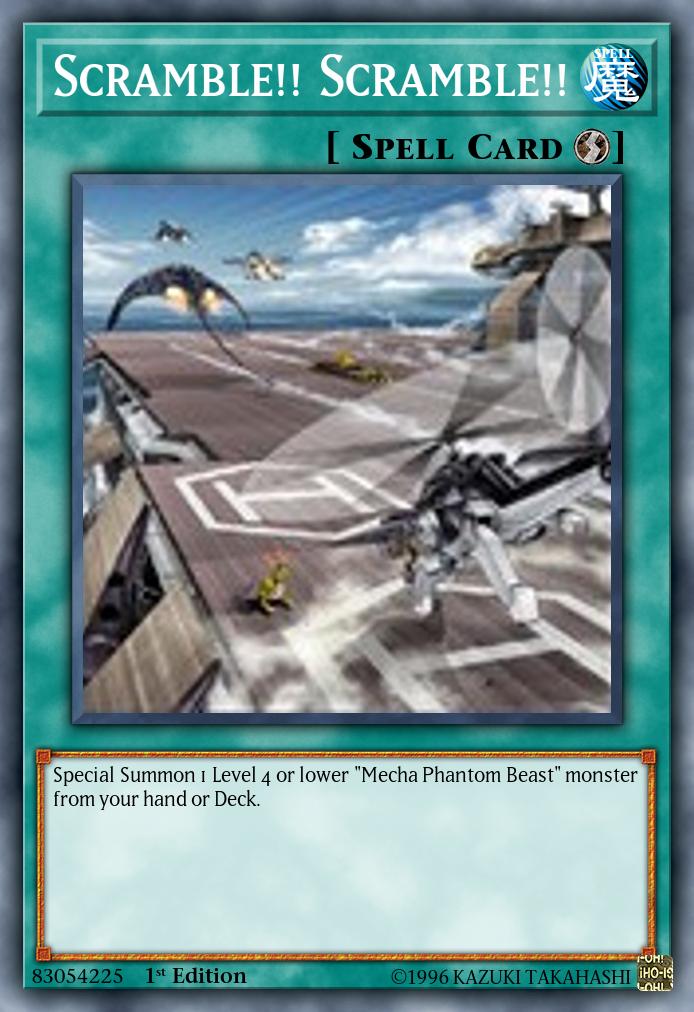 SCRAMBLE!! SCRAMBLE!!
SPELL
魔
[ SPELL CARD ]
H
Special Summon 1 Level 4 or lower "Mecha Phantom Beast" monster
from your hand or Deck.
83054225 1st Edition ©1996 KAZUKI TAKAHASHI